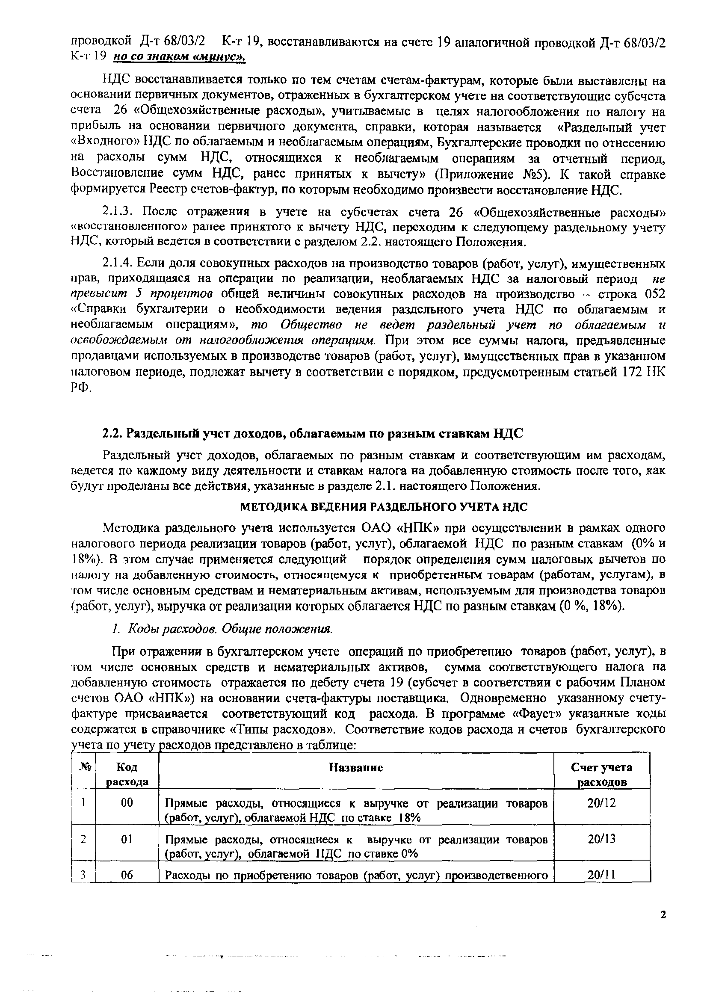 проводкой Д-т 68/03/2 К-т 19, восстанавливаются на счете 19 аналогичной проводкой Д-т 68/03/2
К-т 19 но со знаком «минус».
НДС восстанавливается только по тем счетам счетам-фактурам, которые были выставлены на
основании первичных документов, отраженных в бухгалтерском учете на соответствующие субсчета
счета 26 «Общехозяйственные расходы», учитываемые в целях налогообложения по налогу на
прибыль на основании первичного документа, справки, которая называется «Раздельный учет
«Входного» НДС по облагаемым и необлагаемым операциям, Бухгалтерские проводки по отнесению
на расходы сумм НДС, относящихся к необлагаемым операциям за отчетный период,
Восстановление сумм НДС, ранее принятых к вычету» (Приложение №5). К такой справке
формируется Реестр счетов-фактур, по которым необходимо произвести восстановление НДС.
2.1.3. После отражения в учете на субсчетах счета 26 «Общехозяйственные расходы»
«восстановленного» ранее принятого к вычету НДС, переходим к следующему раздельному учету
НДС, который ведется в соответствии с разделом 2.2. настоящего Положения.
2.1.4. Если доля совокупных расходов на производство товаров (работ, услуг), имущественных
прав, приходящаяся на операции по реализации, необлагаемых НДС за налоговый период не
превысит 5 процентов общей величины совокупных расходов на производство – строка 052
«Справки бухгалтерии о необходимости ведения раздельного учета НДС по облагаемым и
необлагаемым операциям», то Общество не ведет раздельный учет по облагаемым и
освобождаемым от налогообложения операциям. При этом все суммы налога, предъявленные
продавцами используемых в производстве товаров (работ, услуг), имущественных прав в указанном
налоговом периоде, подлежат вычету в соответствии с порядком, предусмотренным статьей 172 НК
РФ.
2.2. Раздельный учет доходов, облагаемым по разным ставкам НДС
Раздельный учет доходов, облагаемых по разным ставкам и соответствующим им расходам,
ведется по каждому виду деятельности и ставкам налога на добавленную стоимость после того, как
будут проделаны все действия, указанные в разделе 2.1. настоящего Положения.
МЕТОДИКА ВЕДЕНИЯ РАЗДЕЛЬНОГО УЧЕТА НДС
Методика раздельного учета используется ОАО «НПК» при осуществлении в рамках одного
налогового периода реализации товаров (работ, услуг), облагаемой НДС по разным ставкам (0% и
18%). В этом случае применяется следующий порядок определения сумм налоговых вычетов по
налогу на добавленную стоимость, относящемуся к приобретенным товарам (работам, услугам), в
том числе основным средствам и нематериальным активам, используемым для производства товаров
(работ, услуг), выручка от реализации которых облагается НДС по разным ставкам (0 %, 18%).
1. Коды расходов. Общие положения.
При отражении в бухгалтерском учете операций по приобретению товаров (работ, услуг), в
том числе основных средств и нематериальных активов, сумма соответствующего налога на
добавленную стоимость отражается по дебету счета 19 (субсчет в соответствии с рабочим Планом
счетов ОАО «НПК») на основании счета-фактуры поставщика. Одновременно указанному счету-
фактуре присваивается соответствующий код расхода. В программе «Фауст» указанные коды
содержатся в справочнике «Типы расходов». Соответствие кодов расхода и счетов бухгалтерского
учета по учету расходов представлено в таблице:
№ Код Название Счет учета
расхода расходов
1 00 Прямые расходы, относящиеся к выручке от реализации товаров 20/12
(работ, услуг), облагаемой НДС по ставке 18%
2 01 Прямые расходы, относящиеся к выручке от реализации товаров 20/13
(работ, услуг), облагаемой НДС по ставке 0%
3 06 Расходы по приобретению товаров (работ, услуг) производственного 20/11
2